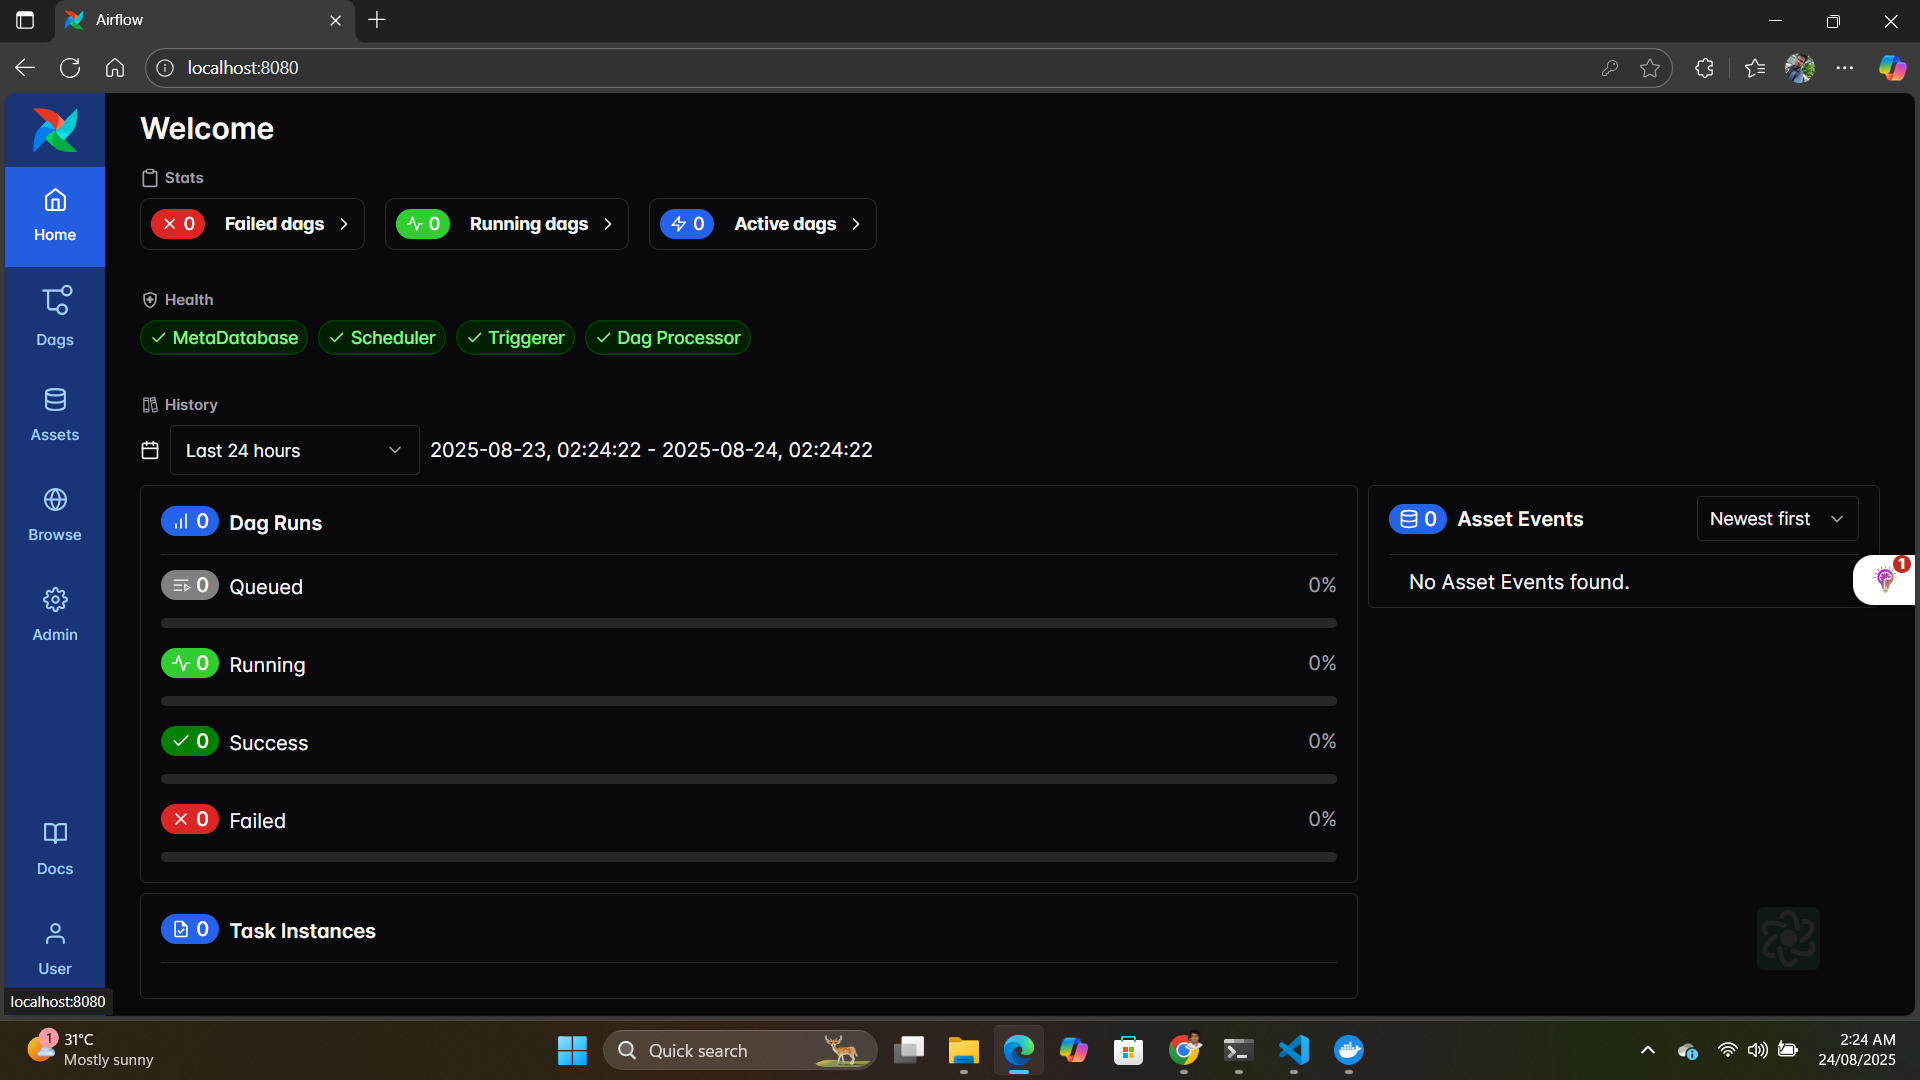 Airflow
localhost:8080
Welcome
Stats
0 Failed dags
0 Running dags
0 Active dags
Home
Health
MetaDatabase
Scheduler
Triggerer
Dag Processor
Dags
History
Assets
Last 24 hours
2025-08-23, 02:24:22 - 2025-08-24, 02:24:22
0 Dag Runs
0 Asset Events
Newest first
Browse
0 Queued
0%
No Asset Events found.
1
Admin
0 Running
0%
0 Success
0%
0 Failed
0%
Docs
0 Task Instances
User
localhost:8080
1
31°C
Mostly sunny
Quick search
2:24 AM
24/08/2025